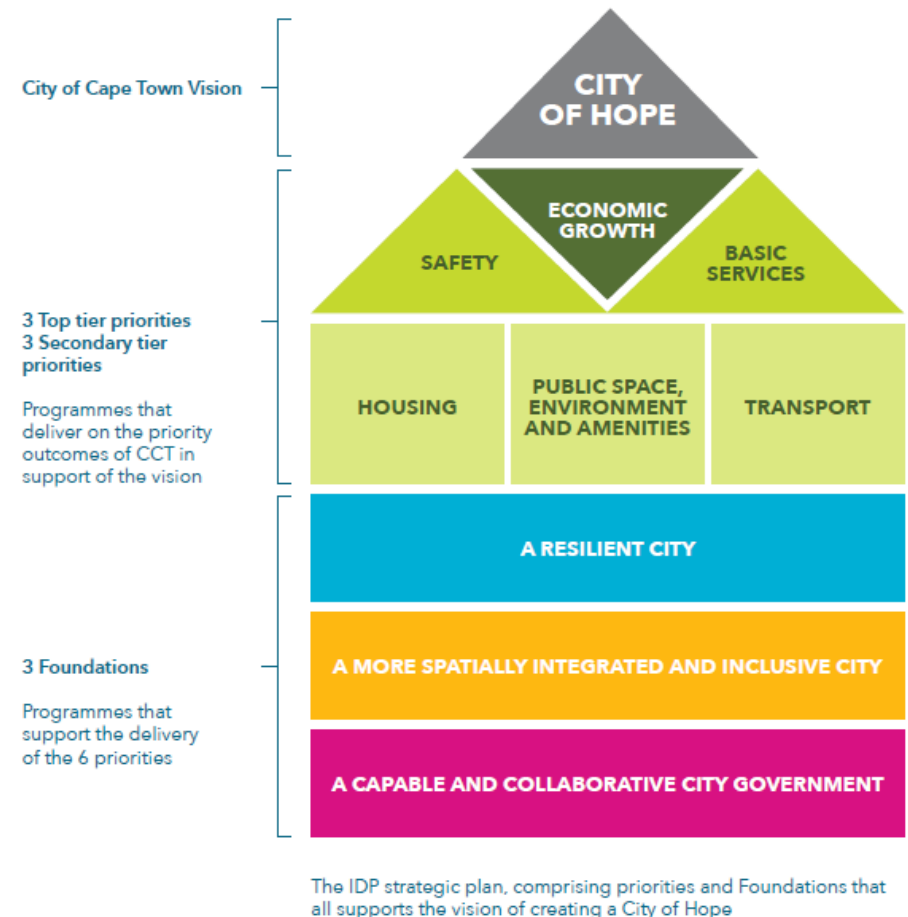 City of Cape Town Vision
CITY
OF HOPE
ECONOMIC
GROWTH
SAFETY
BASIC
SERVICES
3 Top tier priorities
3 Secondary tier
priorities
Programmes that
deliver on the priority
outcomes of CCT in
support of the vision
HOUSING
PUBLIC SPACE,
ENVIRONMENT
AND AMENITIES
TRANSPORT
A RESILIENT CITY
3 Foundations
Programmes that
support the delivery
of the 6 priorities
A MORE SPATIALLY INTEGRATED AND INCLUSIVE CITY
A CAPABLE AND COLLABORATIVE CITY GOVERNMENT
The IDP strategic plan, comprising priorities and Foundations that
all supports the vision of creating a City of Hope